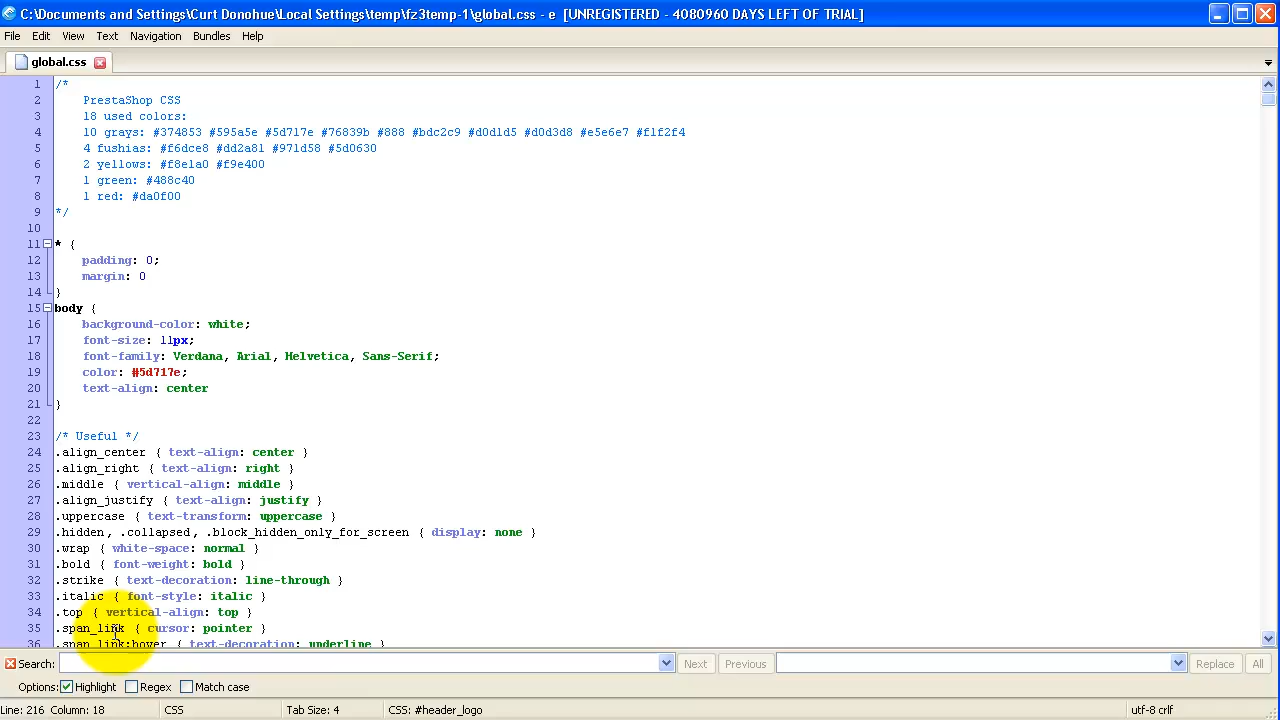 C:\Documents and Settings\Curt Donohue\Local Settings\temp\fz3temp-1\global.css - e [UNREGISTERED - 4080960 DAYS LEFT OF TRIAL]
File Edit View Text Navigation Bundles Help
global.css
1 /*
2 PrestaShop CSS
3 18 used colors:
4 10 grays: #374853 #595a5e #5d717e #76839b #888 #bdc2c9 #d0d1d5 #d0d3d8 #e5e6e7 #f1f2f4
5 4 fushias: #f6dce8 #dd2a81 #971d58 #5d0630
6 2 yellows: #f8e1a0 #f9e400
7 1 green: #488c40
8 1 red: #da0f00
9 */
10
11 * {
12 padding: 0;
13 margin: 0
14 }
15 body {
16 background-color: white;
17 font-size: 11px;
18 font-family: Verdana, Arial, Helvetica, Sans-Serif;
19 color: #5d717e;
20 text-align: center
21 }
22
23 /* Useful */
24 .align_center { text-align: center }
25 .align_right { text-align: right }
26 .middle { vertical-align: middle }
27 .align_justify { text-align: justify }
28 .uppercase { text-transform: uppercase }
29 .hidden, .collapsed, .block_hidden_only_for_screen { display: none }
30 .wrap { white-space: normal }
31 .bold { font-weight: bold }
32 .strike { text-decoration: line-through }
33 .italic { font-style: italic }
34 .top { vertical-align: top }
35 .span_link { cursor: pointer }
36 .span_link:hover { text-decoration: underline }
Search: Next Previous Replace All
Options: Highlight Regex Match case
Line: 216 Column: 18 CSS Tab Size: 4 CSS: #header_logo utf-8 crlf